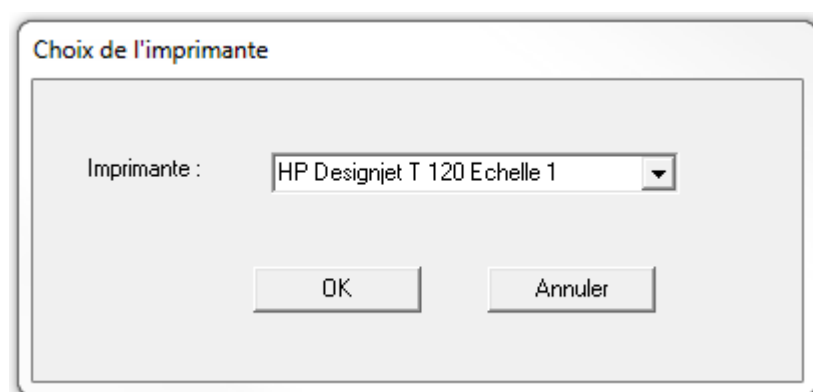 Choix de l'imprimante
Imprimante : HP Designjet T 120 Echelle 1
OK Annuler